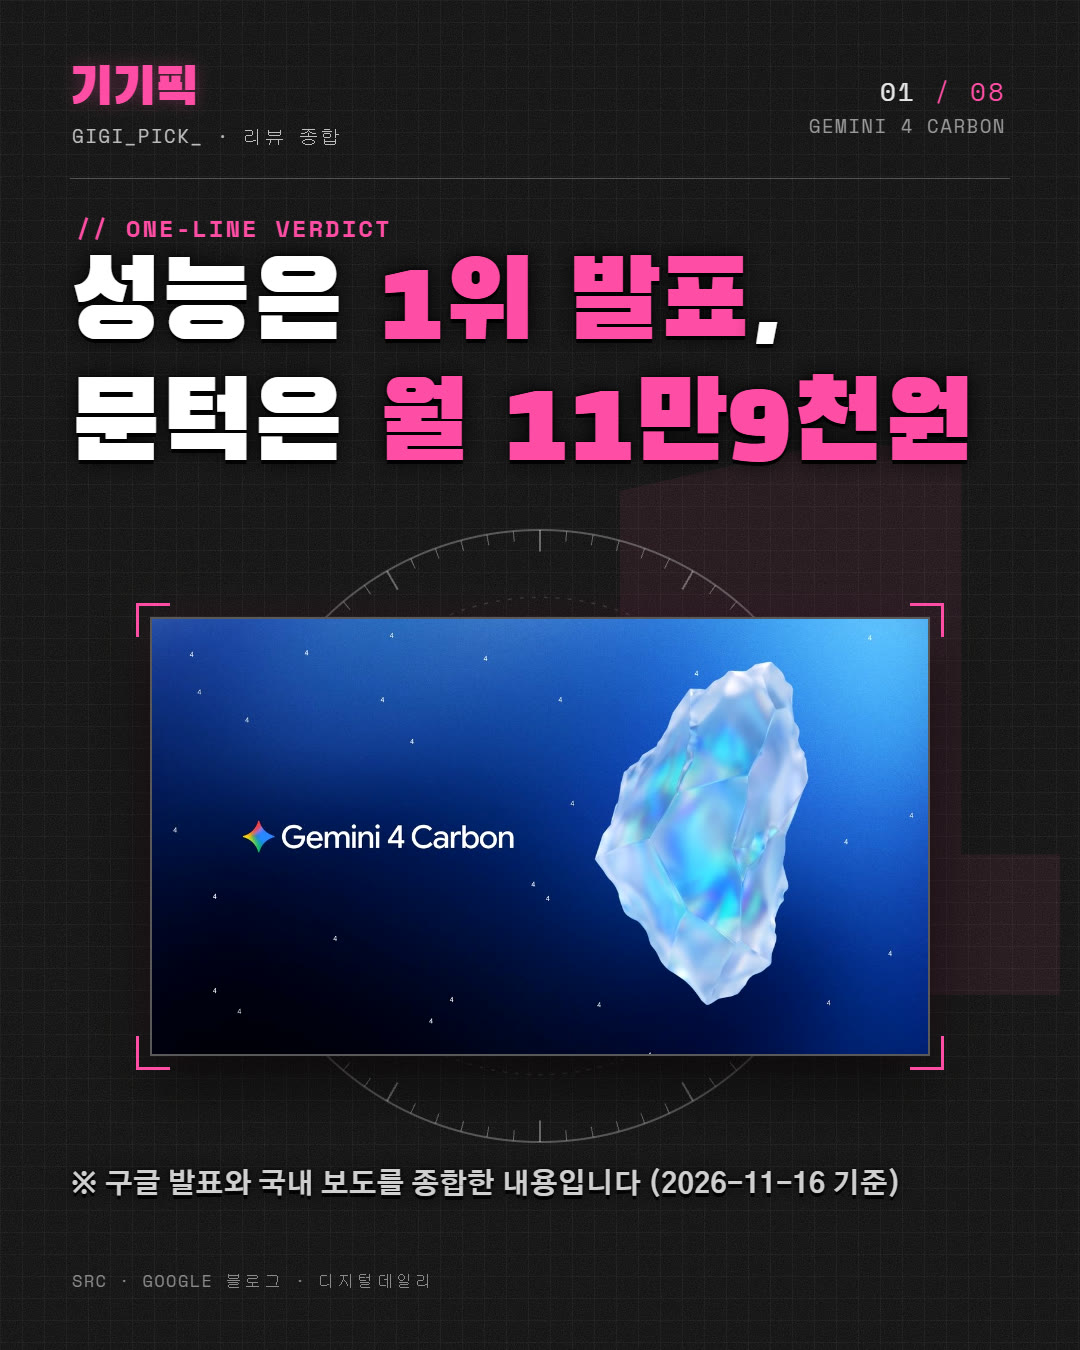 기기픽
GIGI_PICK_ · 리뷰 종합
01 / 08
GEMINI 4 CARBON
// ONE-LINE VERDICT
성능은 1위 발표,
문턱은 월 11만9천원
Gemini 4 Carbon
※ 구글 발표와 국내 보도를 종합한 내용입니다 (2026-11-16 기준)
SRC · GOOGLE 블로그 · 디지털데일리